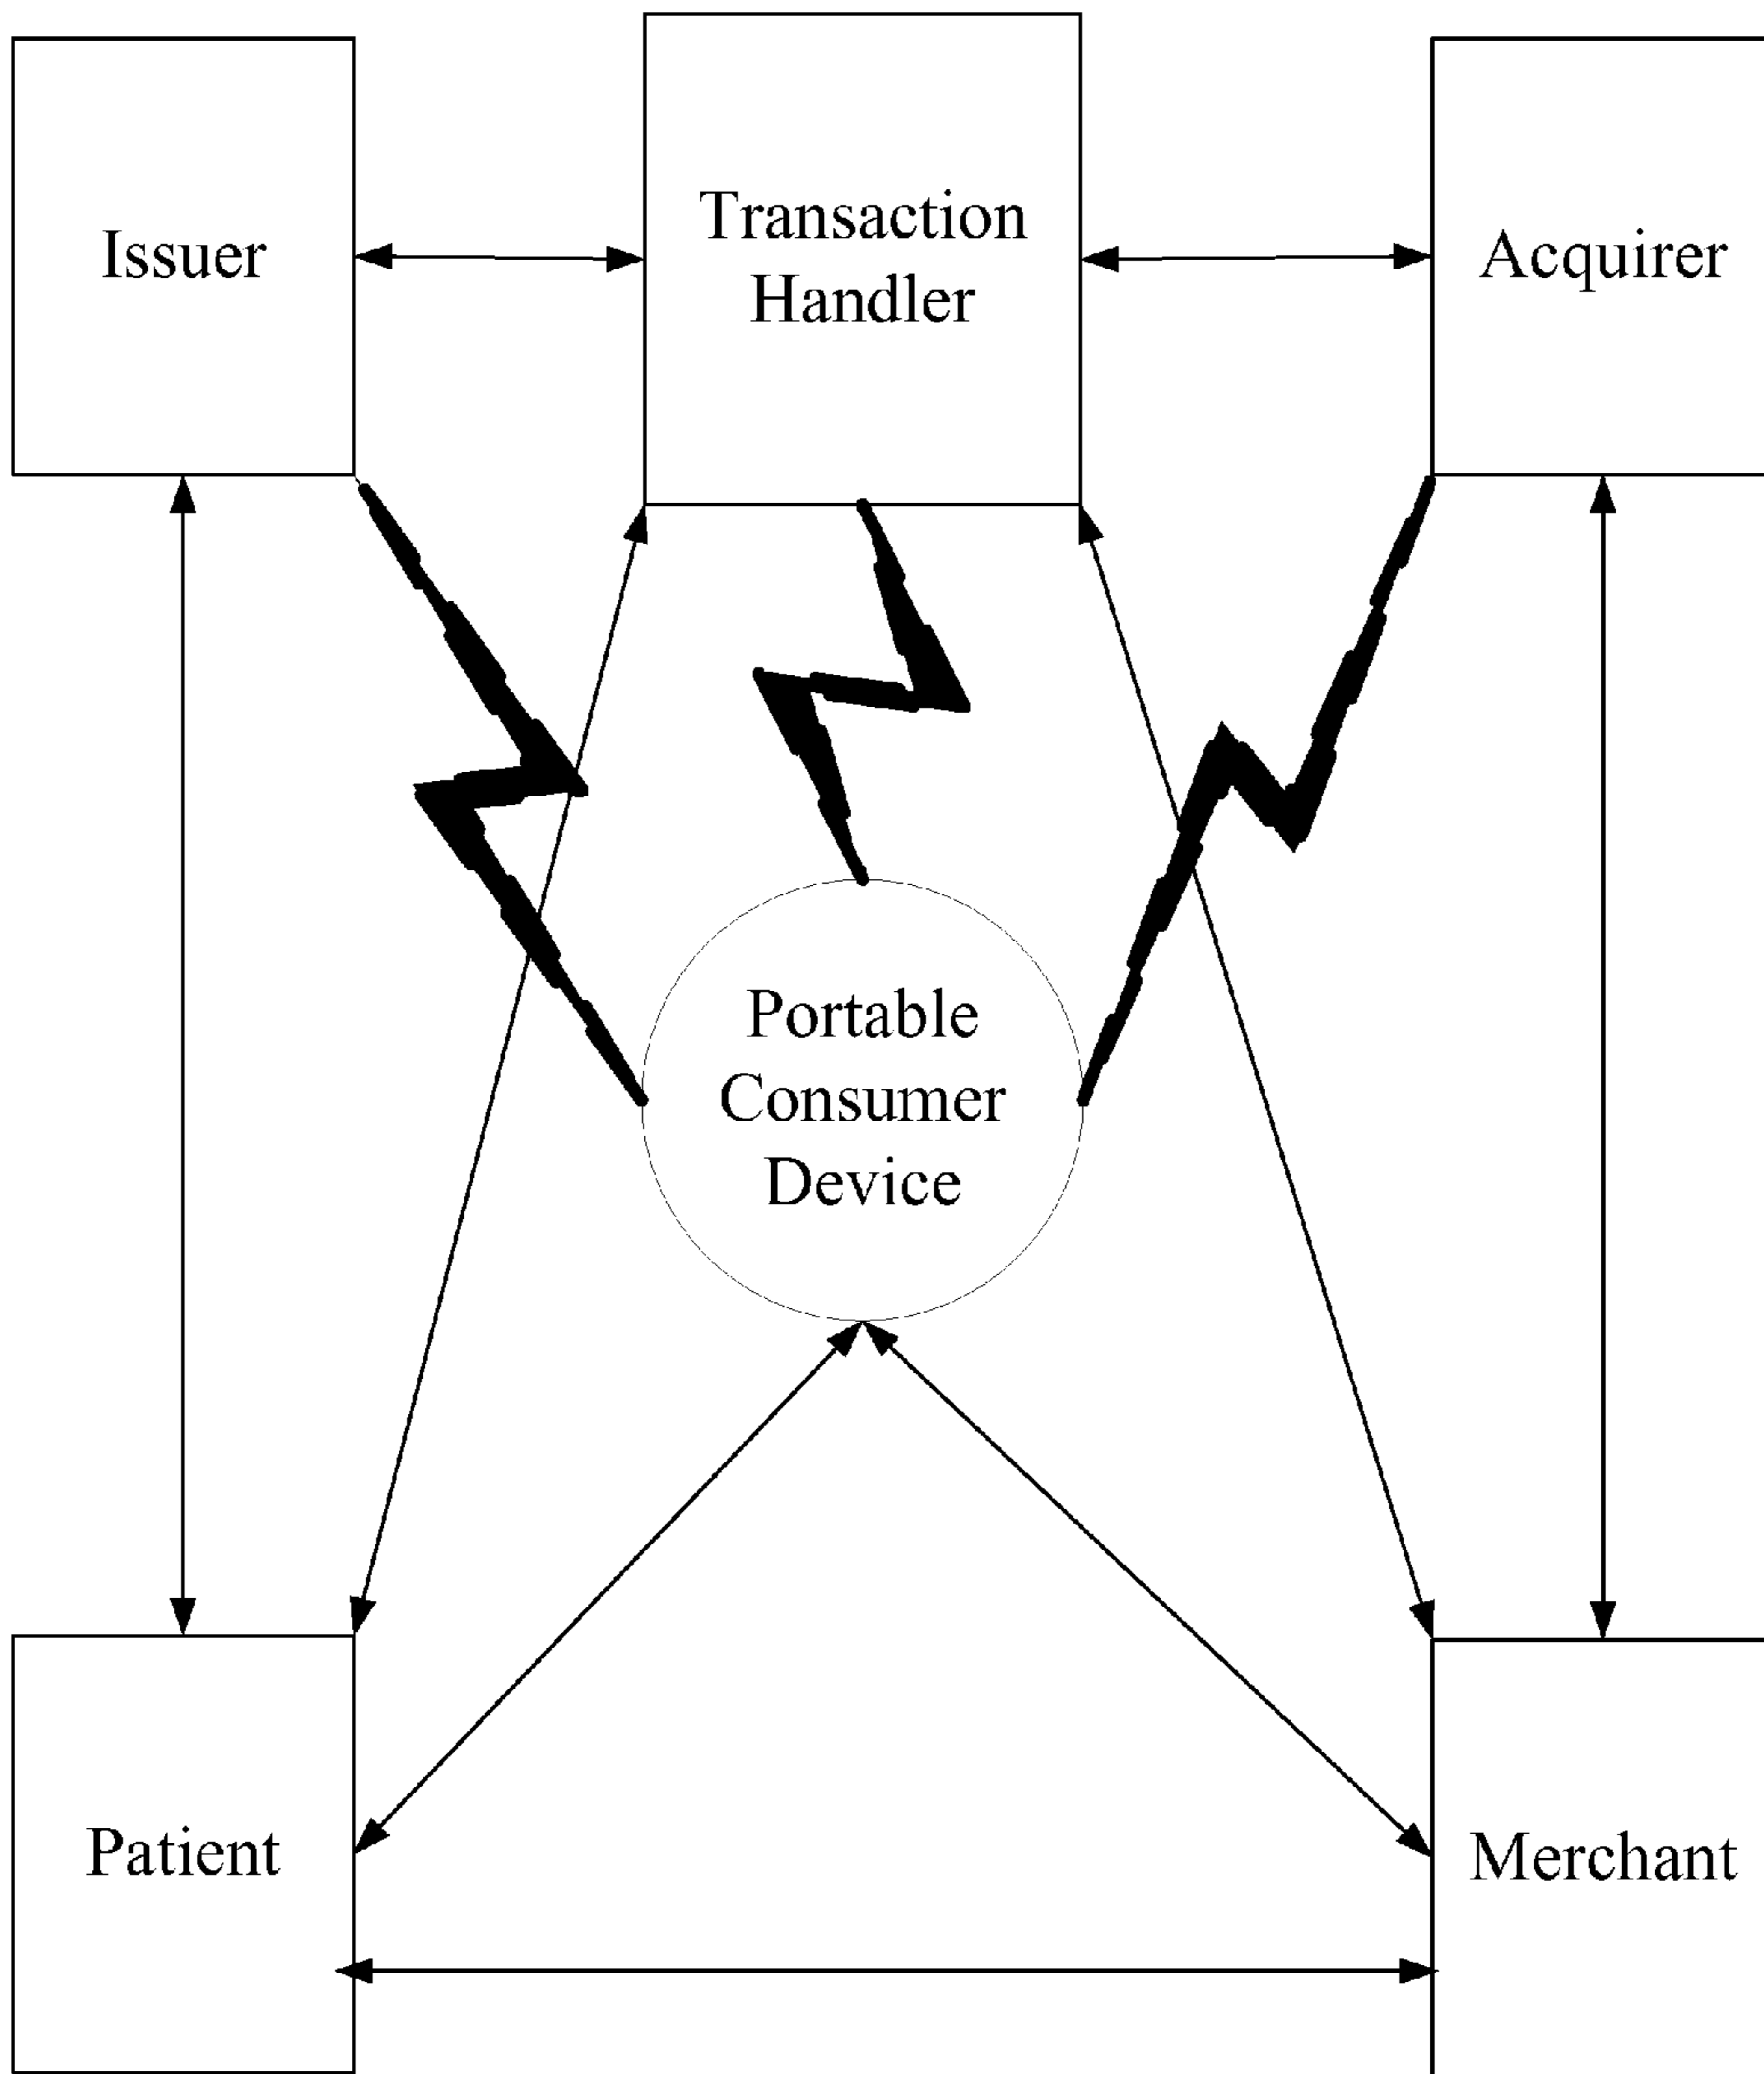 Issuer
Transaction
Handler
Acquirer
Portable
Consumer
Device
Patient
Merchant